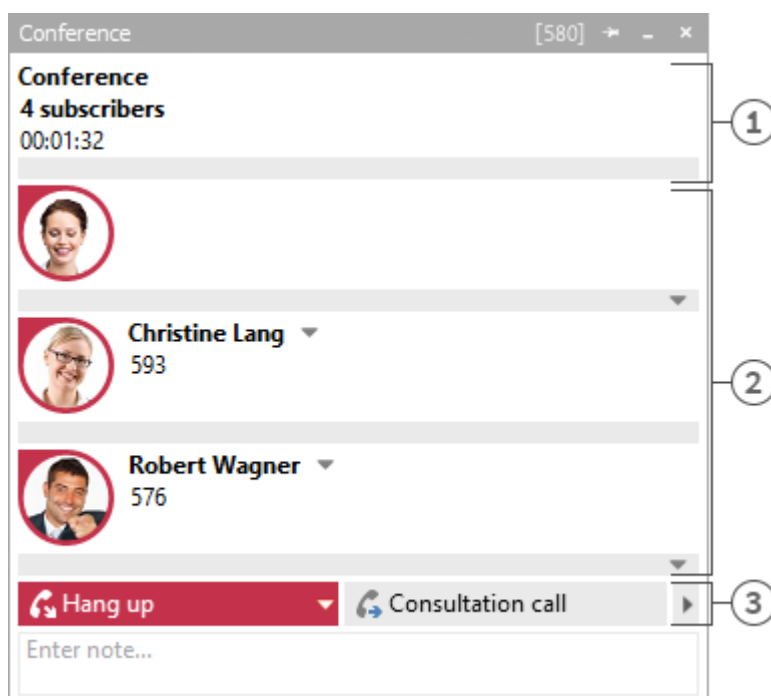 Conference [580]
Conference
4 subscribers
00:01:32
1
Christine Lang
593
2
Robert Wagner
576
Hang up Consultation call
3
Enter note...